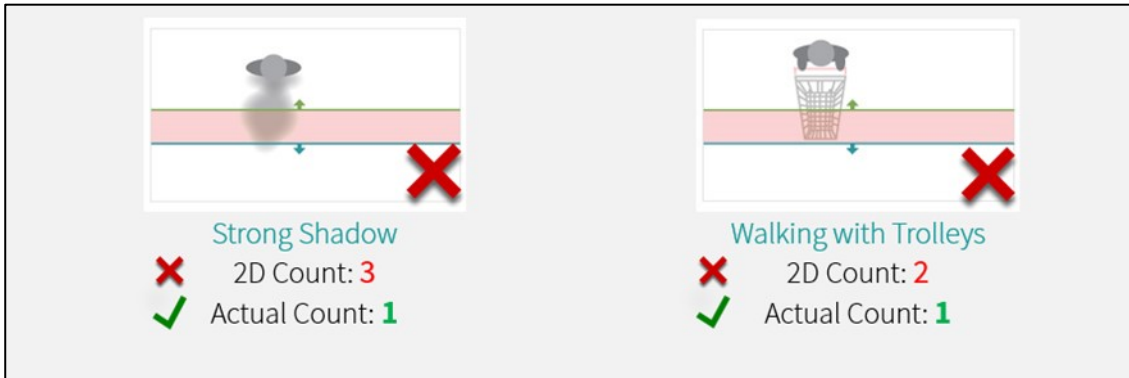 Strong Shadow
2D Count: 3
Actual Count: 1
Walking with Trolleys
2D Count: 2
Actual Count: 1